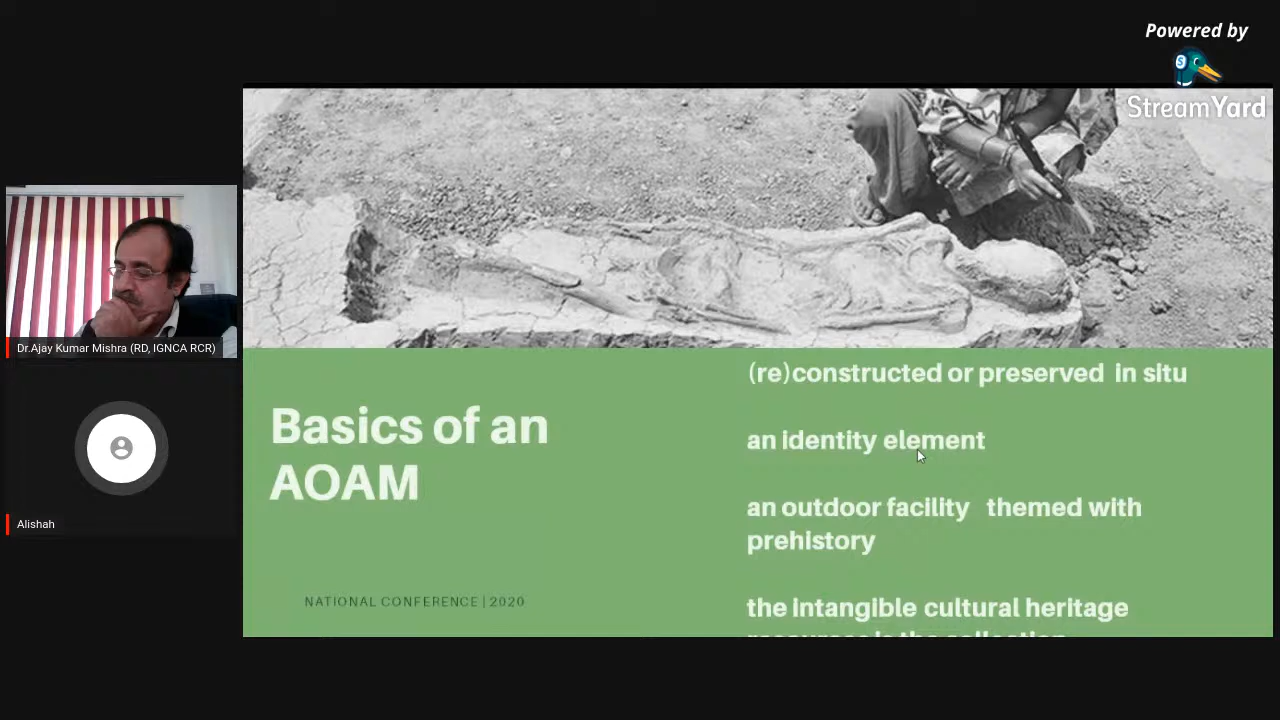 Powered by
StreamYard
Dr.Ajay Kumar Mishra (RD, IGNCA RCR)
Alishah
Basics of an
AOAM
NATIONAL CONFERENCE | 2020
(re)constructed or preserved in situ
an identity element
an outdoor facility themed with
prehistory
the intangible cultural heritage